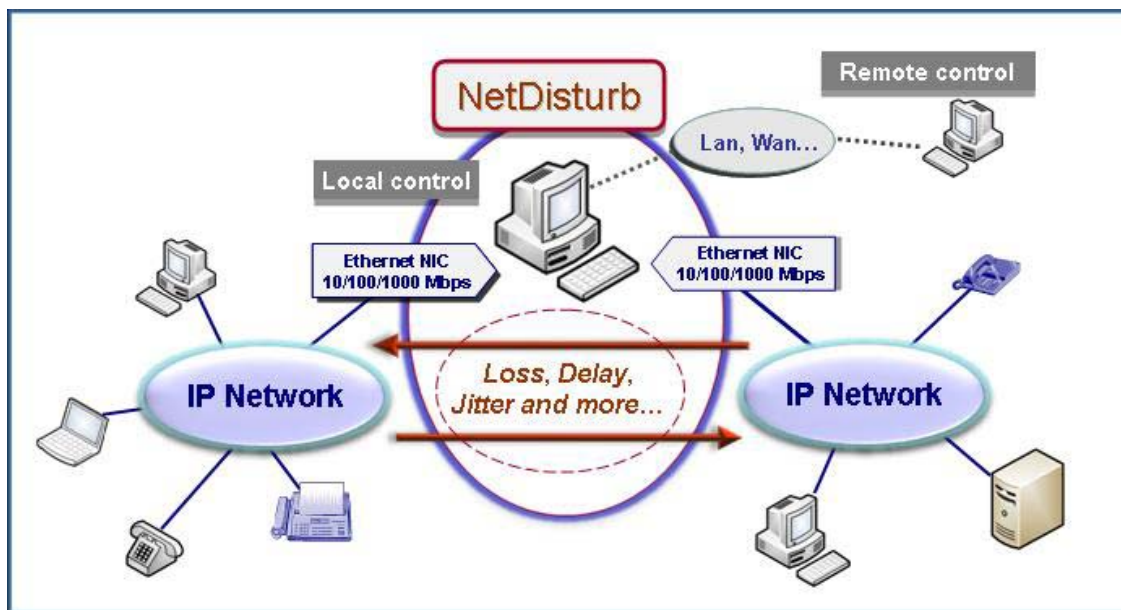 NetDisturb
Remote control
Lan, Wan...
Local control
Ethernet NIC
10/100/1000 Mbps
Ethernet NIC
10/100/1000 Mbps
IP Network
Loss, Delay,
Jitter and more...
IP Network